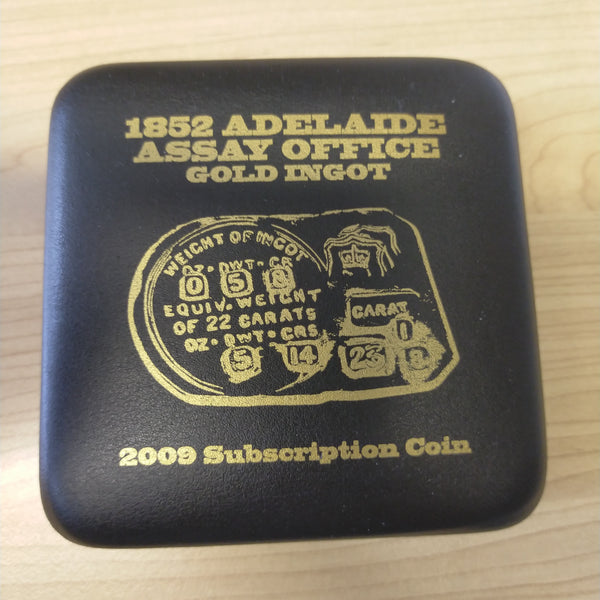 1852 ADELAIDE
ASSAY OFFICE
GOLD INGOT
WEIGHT OF INGOT
OZ. DWT. GR
0 5 8
EQUIV. WEIGHT
OF 22 CARATS
OZ. DWT. GRS
5 14
CARAT
1
23 8
2009 Subscription Coin